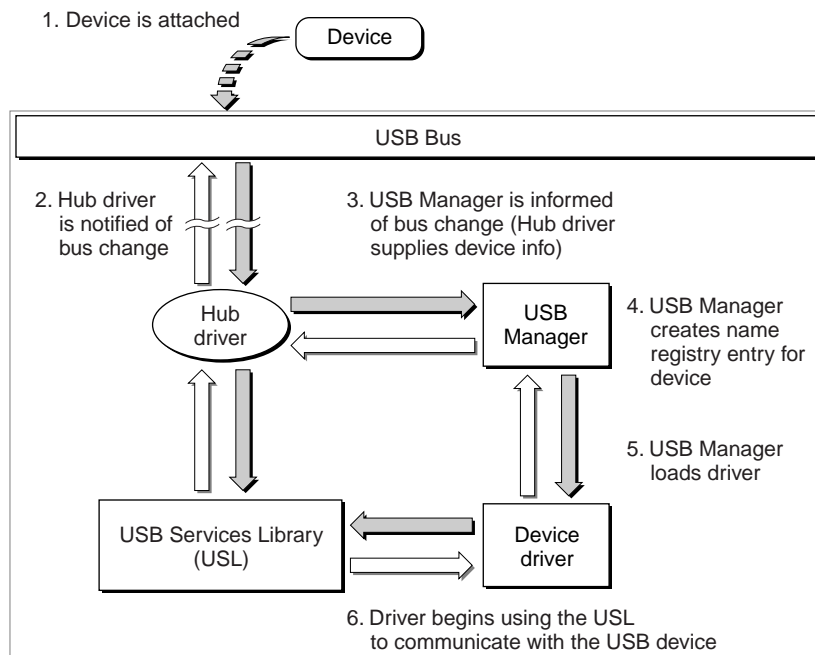 1. Device is attached
Device
USB Bus
2. Hub driver
is notified of
bus change
3. USB Manager is informed
of bus change (Hub driver
supplies device info)
Hub
driver
USB
Manager
4. USB Manager
creates name
registry entry for
device
5. USB Manager
loads driver
USB Services Library
(USL)
Device
driver
6. Driver begins using the USL
to communicate with the USB device